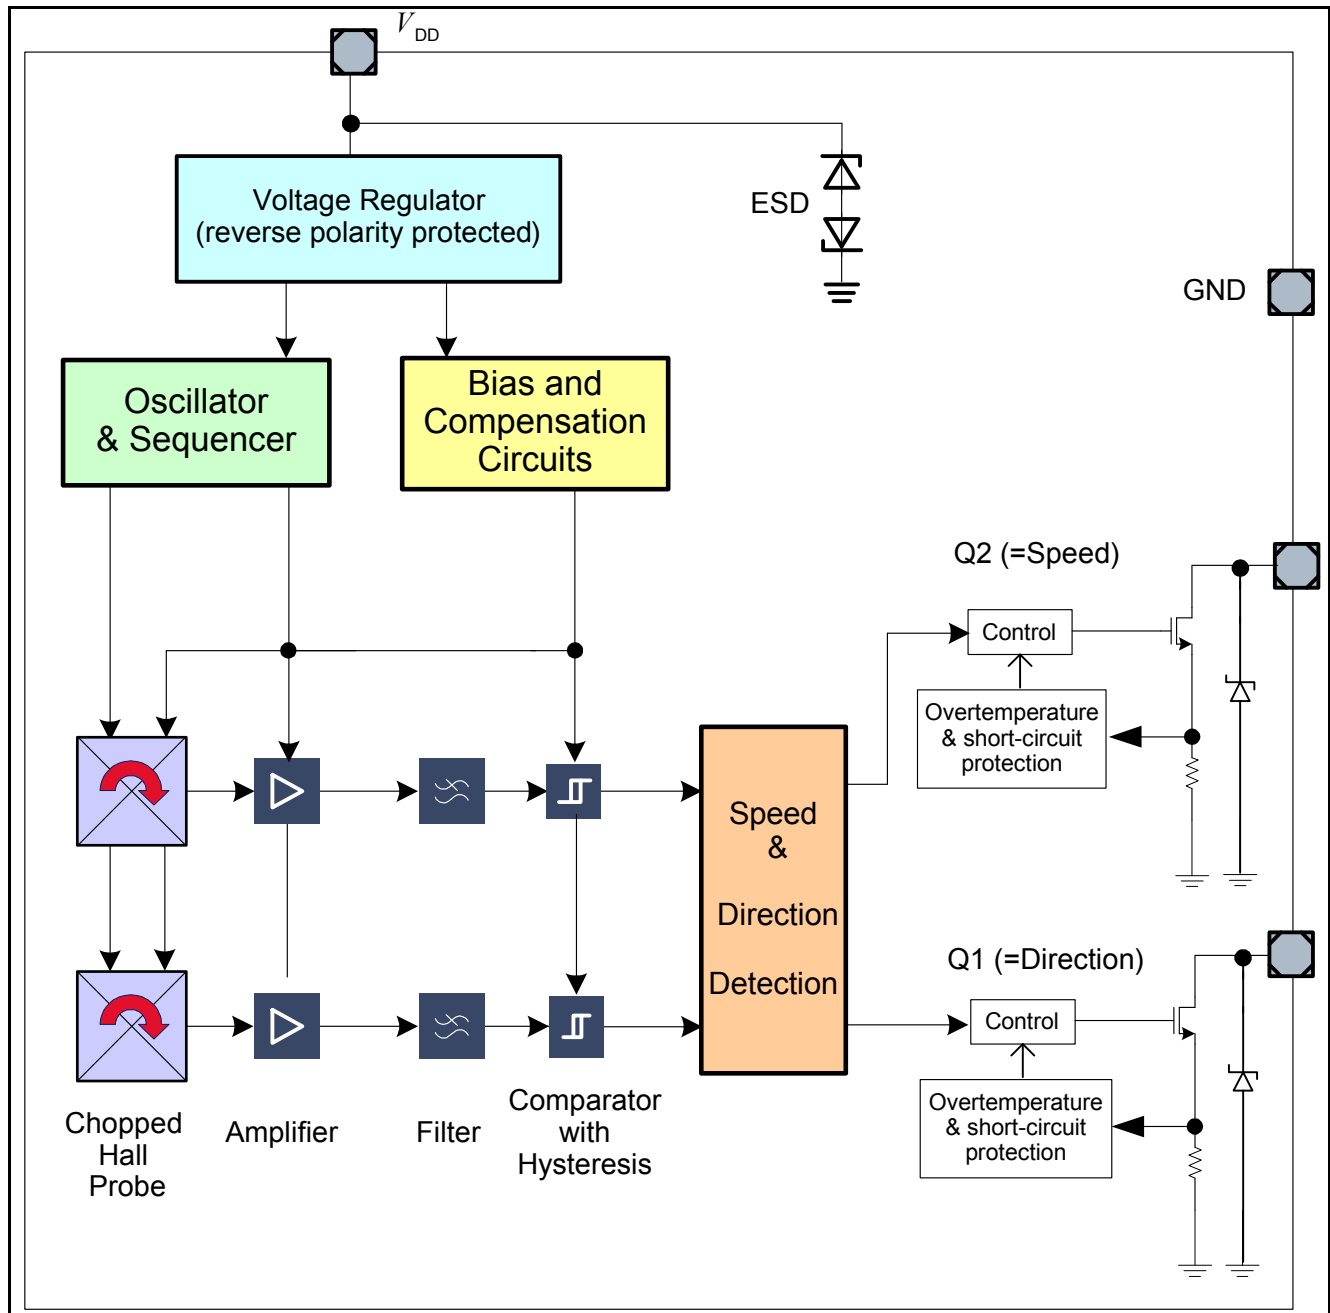 VDD
Voltage Regulator
(reverse polarity protected)
ESD
GND
Oscillator
& Sequencer
Bias and
Compensation
Circuits
Q2 (=Speed)
Control
Overtemperature
& short-circuit
protection
Speed
&
Direction
Detection
Q1 (=Direction)
Control
Overtemperature
& short-circuit
protection
Chopped
Hall
Probe
Amplifier
Filter
Comparator
with
Hysteresis